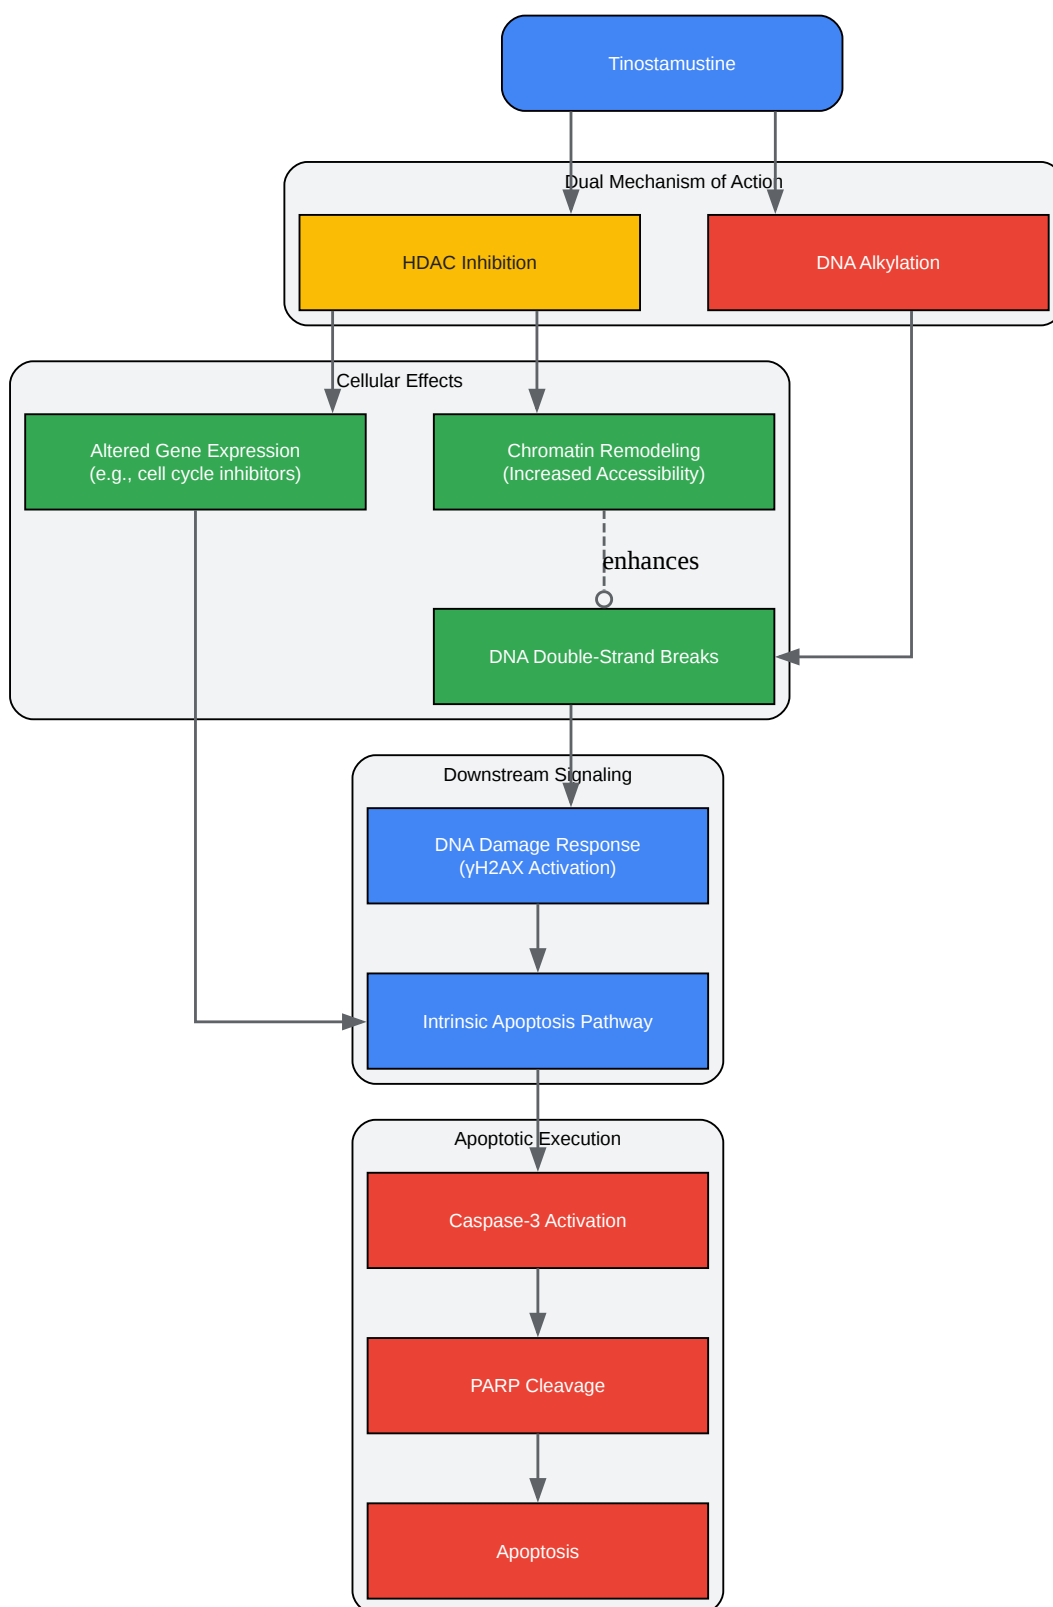 Tinostamustine
Dual Mechanism of Action
HDAC Inhibition
DNA Alkylation
Cellular Effects
Altered Gene Expression
(e.g., cell cycle inhibitors)
Chromatin Remodeling
(Increased Accessibility)
enhances
DNA Double-Strand Breaks
Downstream Signaling
DNA Damage Response
(γH2AX Activation)
Intrinsic Apoptosis Pathway
Apoptotic Execution
Caspase-3 Activation
PARP Cleavage
Apoptosis